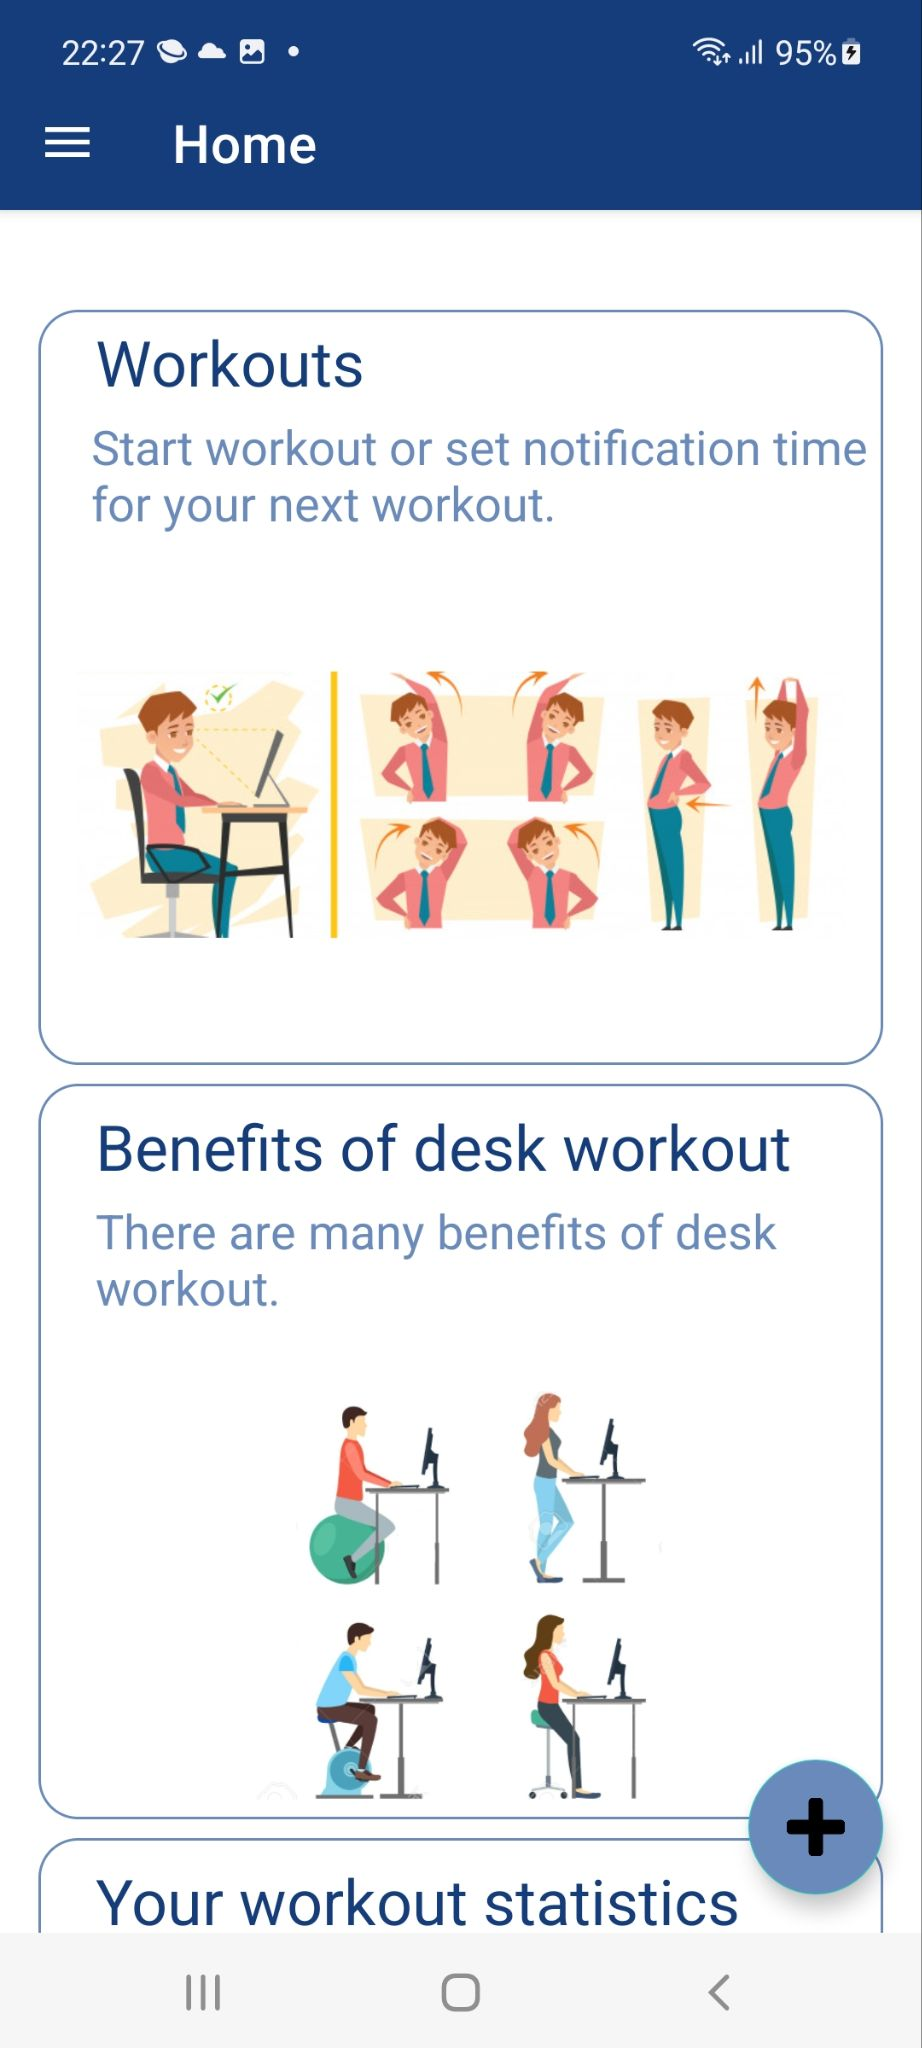 22:27
95%
Home
Workouts
Start workout or set notification time
for your next workout.
Benefits of desk workout
There are many benefits of desk
workout.
Your workout statistics